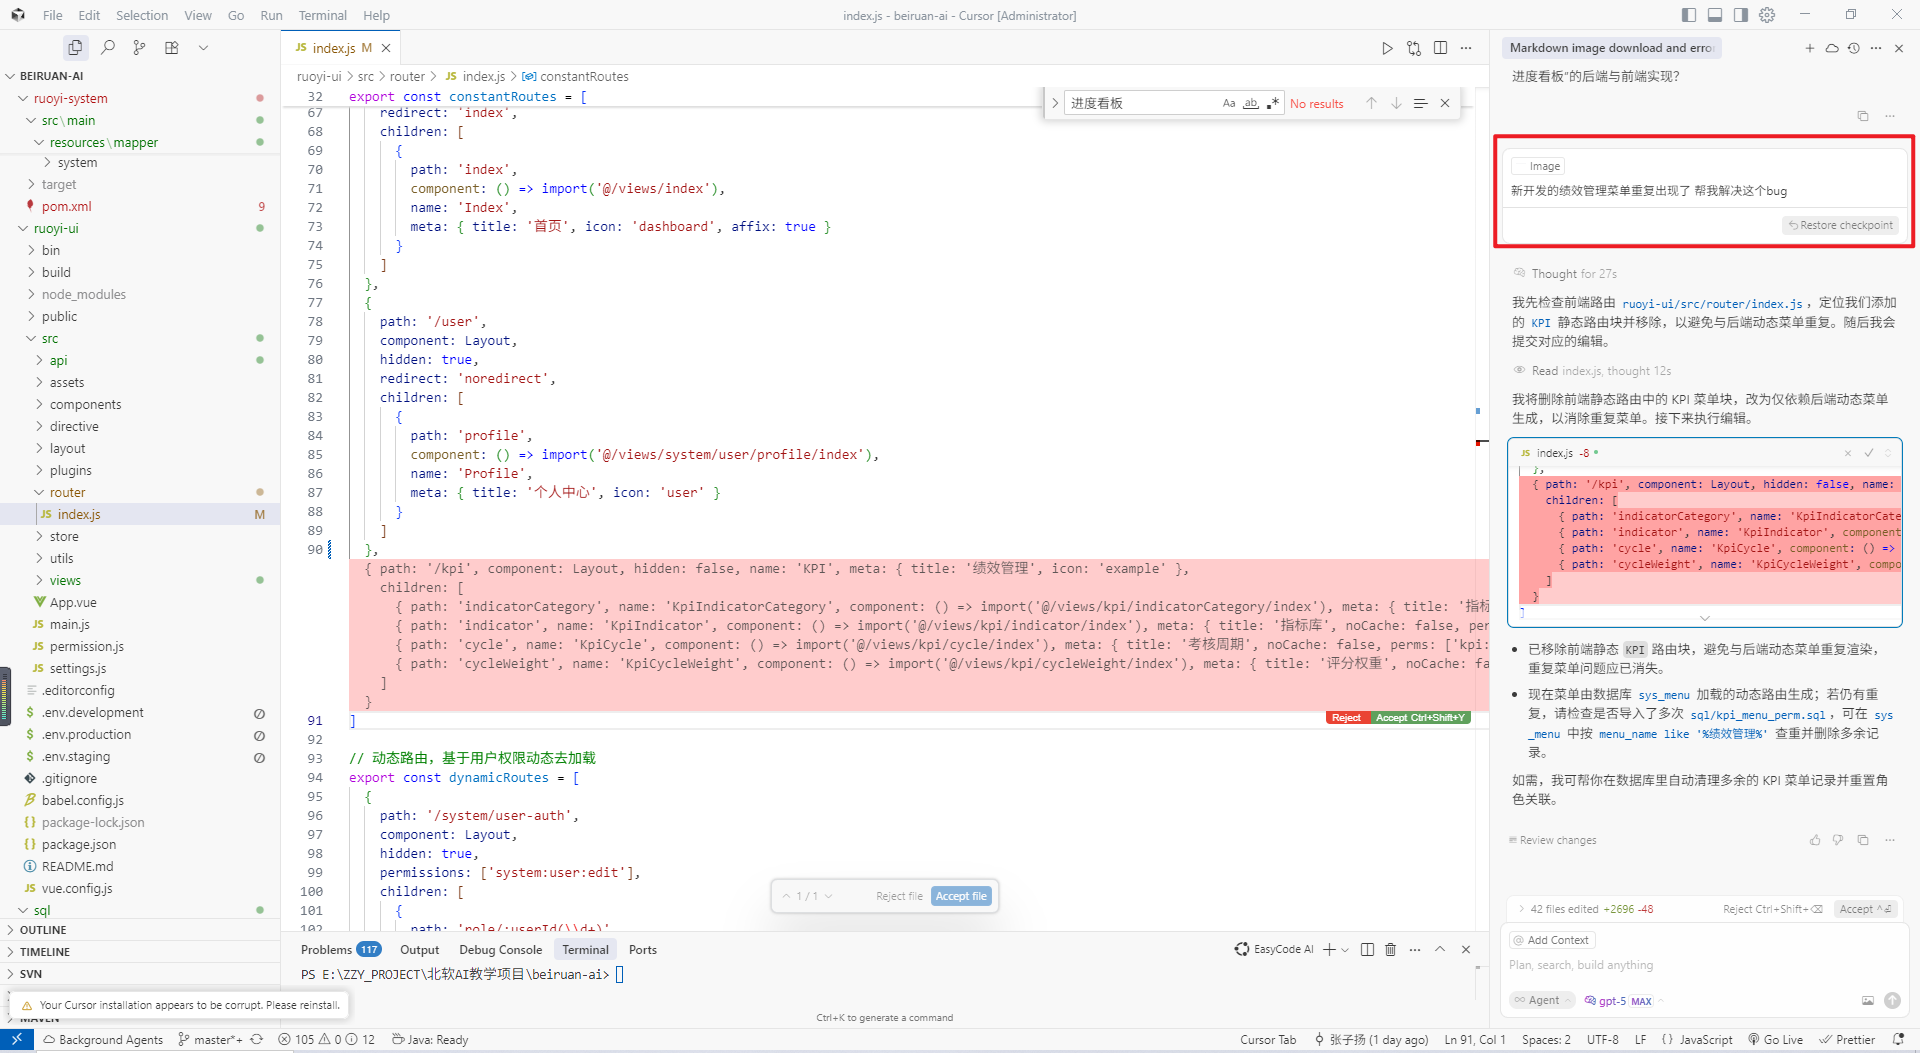 File Edit Selection View Go Run Terminal Help
index.js - beiruan-ai - Cursor [Administrator]
BEIRUAN-AI
ruoyi-system
src\main
resources\mapper
system
target
pom.xml 9
ruoyi-ui
bin
build
node_modules
public
src
api
assets
components
directive
layout
plugins
router
JS index.js M
store
utils
views
App.vue
JS main.js
JS permission.js
JS settings.js
.editorconfig
$ .env.development
$ .env.production
$ .env.staging
.gitignore
babel.config.js
{} package-lock.json
{} package.json
README.md
JS vue.config.js
sql
OUTLINE
TIMELINE
SVN
MAVEN
Your Cursor installation appears to be corrupt. Please reinstall.
JS index.js M
ruoyi-ui > src > router > JS index.js > constantRoutes
进度看板
Aa ab .*
No results
32 export const constantRoutes = [
67 redirect: 'index',
68 children: [
69 {
70 path: 'index',
71 component: () => import('@/views/index'),
72 name: 'Index',
73 meta: { title: '首页', icon: 'dashboard', affix: true }
74 }
75 ]
76 },
77 {
78 path: '/user',
79 component: Layout,
80 hidden: true,
81 redirect: 'noredirect',
82 children: [
83 {
84 path: 'profile',
85 component: () => import('@/views/system/user/profile/index'),
86 name: 'Profile',
87 meta: { title: '个人中心', icon: 'user' }
88 }
89 ]
90 },
{ path: '/kpi', component: Layout, hidden: false, name: 'KPI', meta: { title: '绩效管理', icon: 'example' },
children: [
{ path: 'indicatorCategory', name: 'KpiIndicatorCategory', component: () => import('@/views/kpi/indicatorCategory/index'), meta: { title: '指标
{ path: 'indicator', name: 'KpiIndicator', component: () => import('@/views/kpi/indicator/index'), meta: { title: '指标库', noCache: false, per
{ path: 'cycle', name: 'KpiCycle', component: () => import('@/views/kpi/cycle/index'), meta: { title: '考核周期', noCache: false, perms: ['kpi:
{ path: 'cycleWeight', name: 'KpiCycleWeight', component: () => import('@/views/kpi/cycleWeight/index'), meta: { title: '评分权重', noCache: fa
]
}
Reject Accept Ctrl+Shift+Y
91 ]
92
93 // 动态路由，基于用户权限动态去加载
94 export const dynamicRoutes = [
95 {
96 path: '/system/user-auth',
97 component: Layout,
98 hidden: true,
99 permissions: ['system:user:edit'],
100 children: [
101 {
102 path: 'role/:userId(\\d+)',
1 / 1 Reject file Accept file
Problems 117 Output Debug Console Terminal Ports
EasyCode AI
PS E:\ZZY_PROJECT\北软AI教学项目\beiruan-ai>
Ctrl+K to generate a command
Markdown image download and erro
进度看板"的后端与前端实现?
Image
新开发的绩效管理菜单重复出现了 帮我解决这个bug
Restore checkpoint
Thought for 27s
我先检查前端路由 ruoyi-ui/src/router/index.js，定位我们添加
的 KPI 静态路由块并移除，以避免与后端动态菜单重复。随后我会
提交对应的编辑。
Read index.js, thought 12s
我将删除前端静态路由中的 KPI 菜单块，改为仅依赖后端动态菜单
生成，以消除重复菜单。接下来执行编辑。
JS index.js -8
},
{ path: '/kpi', component: Layout, hidden: false, name:
children: [
{ path: 'indicatorCategory', name: 'KpiIndicatorCate
{ path: 'indicator', name: 'KpiIndicator', component
{ path: 'cycle', name: 'KpiCycle', component: () =>
{ path: 'cycleWeight', name: 'KpiCycleWeight', compo
]
}
]
已移除前端静态 KPI 路由块，避免与后端动态菜单重复渲染，
重复菜单问题应已消失。
现在菜单由数据库 sys_menu 加载的动态路由生成；若仍有重
复，请检查是否导入了多次 sql/kpi_menu_perm.sql，可在 sys
_menu 中按 menu_name like '%绩效管理%' 查重并删除多余记
录。
如需，我可帮你在数据库里自动清理多余的 KPI 菜单记录并重置角
色关联。
Review changes
42 files edited +2696 -48 Reject Ctrl+Shift+⌫ Accept ^⏎
@ Add Context
Plan, search, build anything
∞ Agent gpt-5 MAX
Background Agents master*+ 105 0 12 Java: Ready
Cursor Tab 张子扬 (1 day ago) Ln 91, Col 1 Spaces: 2 UTF-8 LF {} JavaScript Go Live Prettier